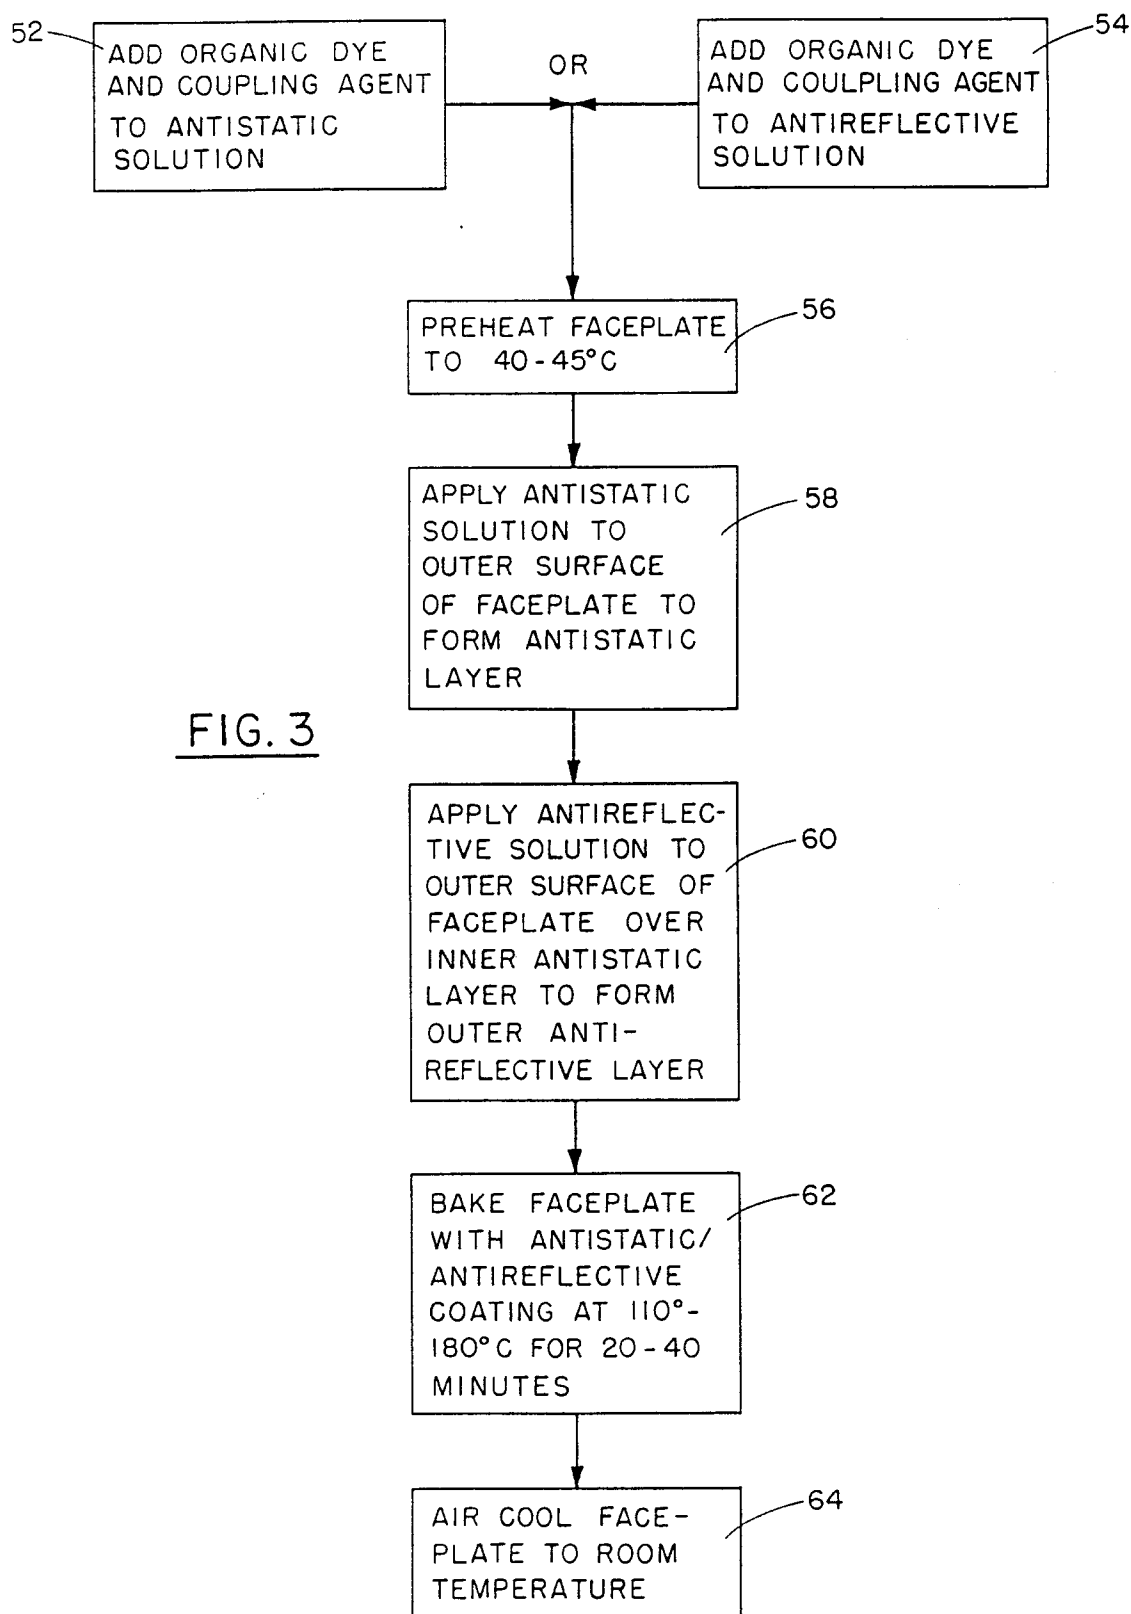 52
ADD ORGANIC DYE
AND COUPLING AGENT
TO ANTISTATIC
SOLUTION
OR
54
ADD ORGANIC DYE
AND COULPLING AGENT
TO ANTIREFLECTIVE
SOLUTION
56
PREHEAT FACEPLATE
TO 40-45°C
58
APPLY ANTISTATIC
SOLUTION TO
OUTER SURFACE
OF FACEPLATE TO
FORM ANTISTATIC
LAYER
FIG. 3
60
APPLY ANTIREFLEC-
TIVE SOLUTION TO
OUTER SURFACE OF
FACEPLATE OVER
INNER ANTISTATIC
LAYER TO FORM
OUTER ANTI-
REFLECTIVE LAYER
62
BAKE FACEPLATE
WITH ANTISTATIC/
ANTIREFLECTIVE
COATING AT 110°-
180°C FOR 20-40
MINUTES
64
AIR COOL FACE-
PLATE TO ROOM
TEMPERATURE